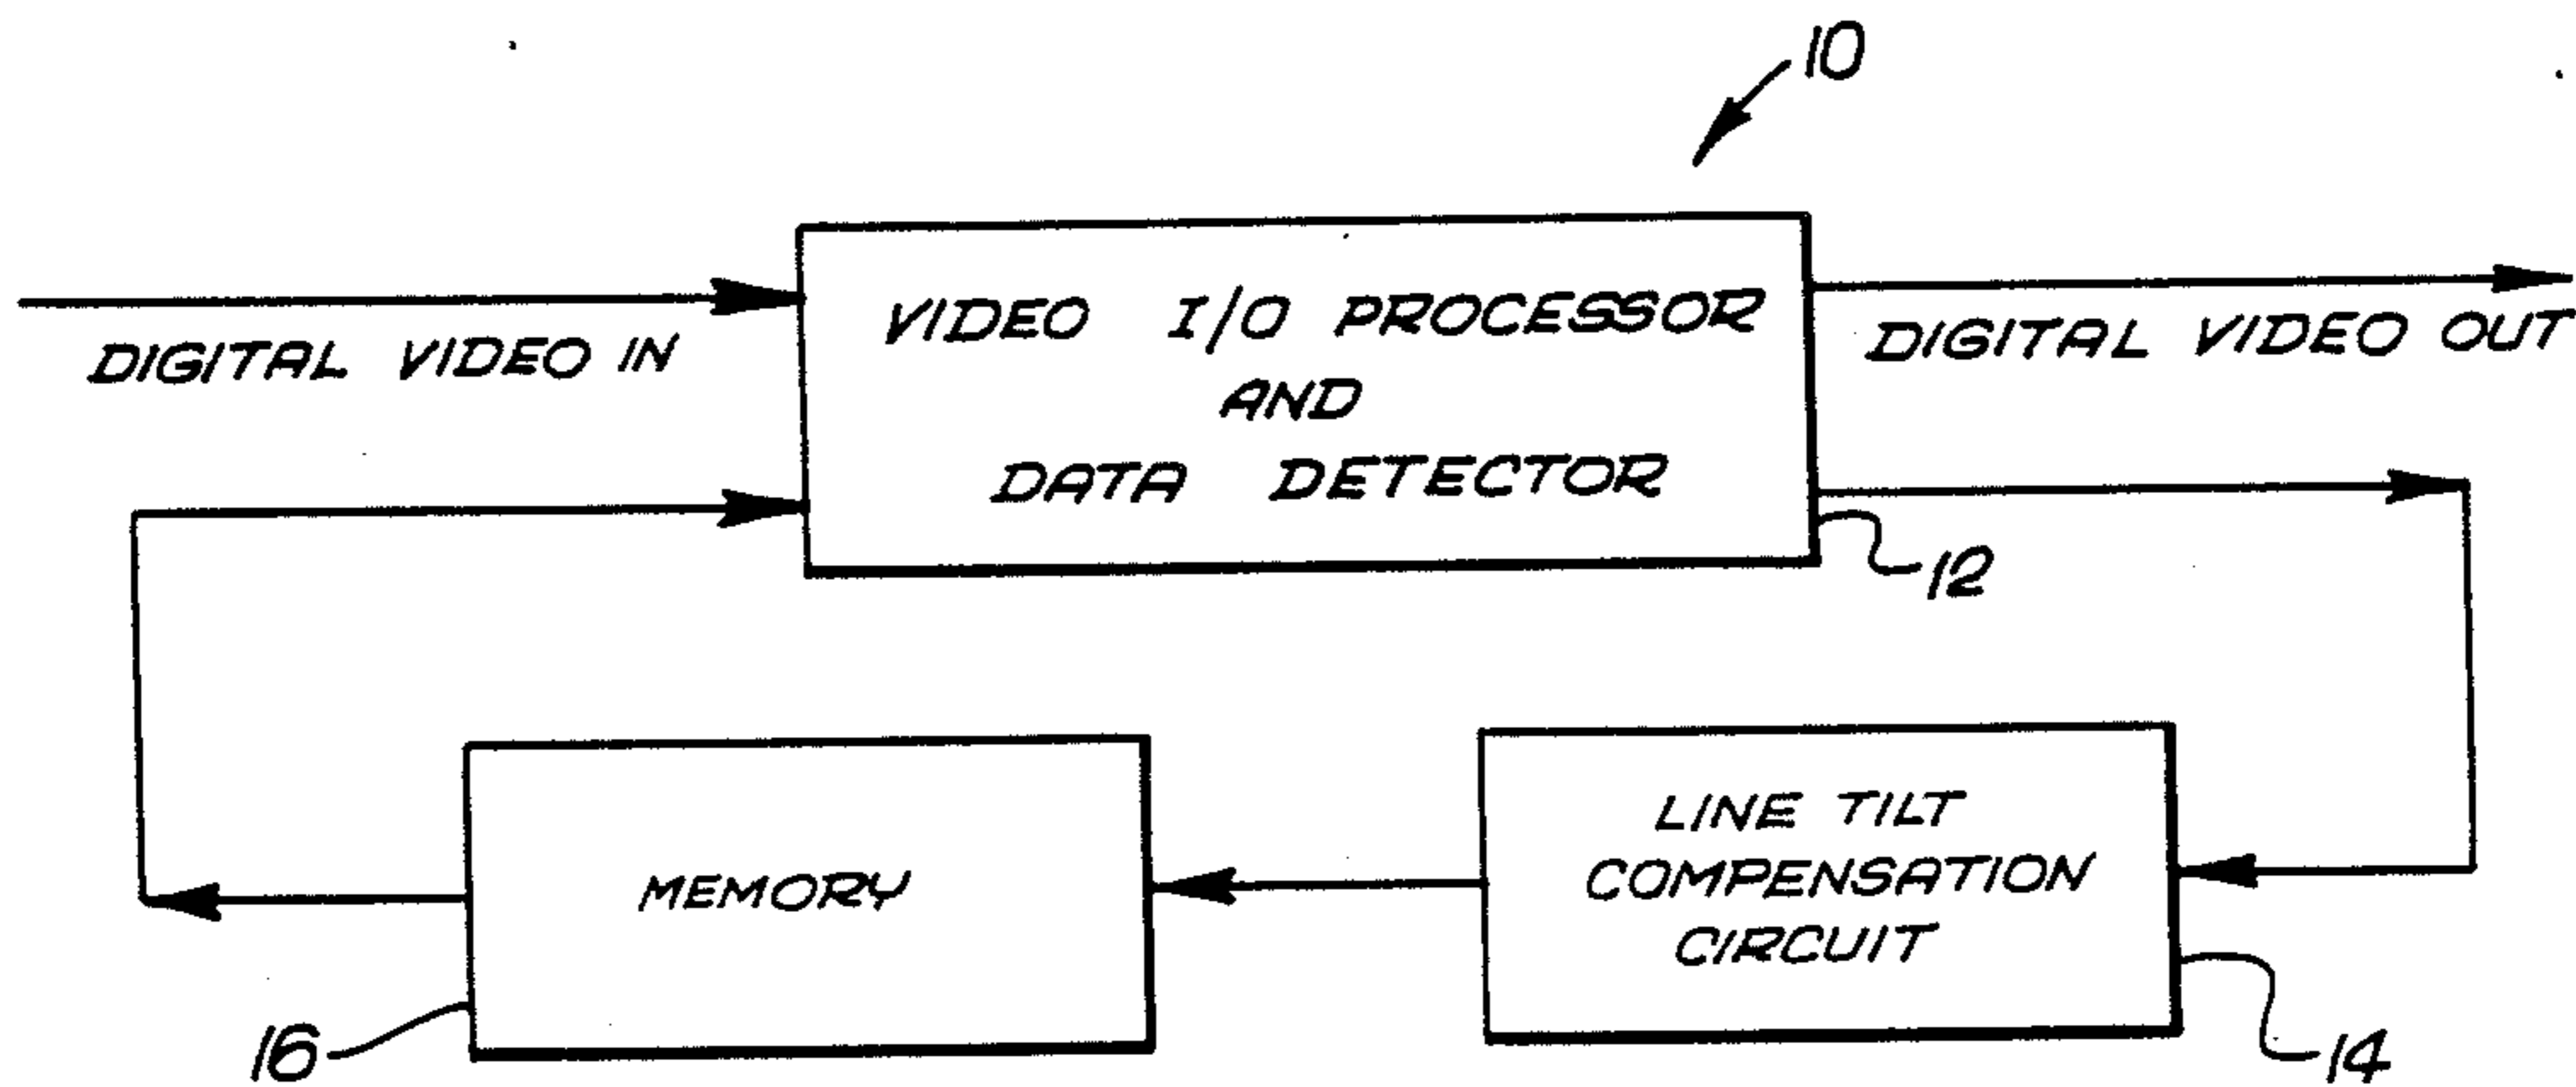 10
DIGITAL VIDEO IN
VIDEO I/O PROCESSOR
AND
DATA DETECTOR
DIGITAL VIDEO OUT
12
MEMORY
16
LINE TILT
COMPENSATION
CIRCUIT
14